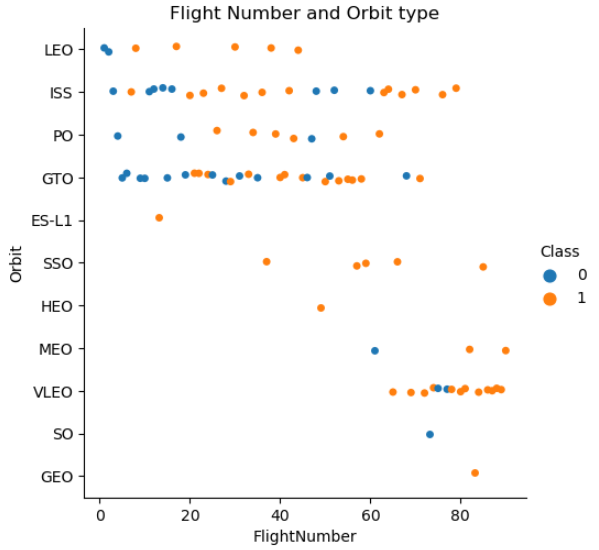 Flight Number and Orbit type
LEO
ISS
PO
GTO
ES-L1
SSO
HEO
MEO
VLEO
SO
GEO
Orbit
0
20
40
60
80
FlightNumber
Class
0
1